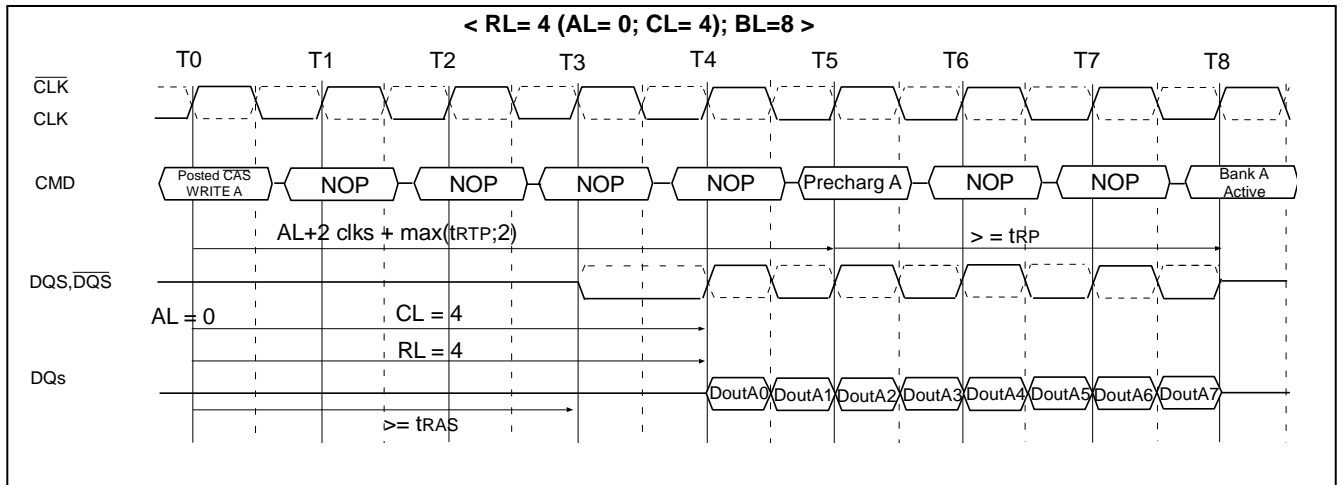 < RL= 4 (AL= 0; CL= 4); BL=8 >
T0 T1 T2 T3 T4 T5 T6 T7 T8
CLK
CLK
CMD
Posted CAS
WRITE A
NOP
NOP
NOP
NOP
Precharg A
NOP
NOP
Bank A
Active
AL+2 clks + max(tRTP;2)
> = tRP
DQS,DQS
AL = 0
CL = 4
RL = 4
DQs
DoutA0 DoutA1 DoutA2 DoutA3 DoutA4 DoutA5 DoutA6 DoutA7
>= tRAS